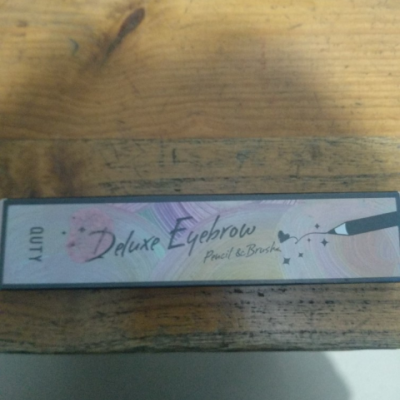 QUTY
Deluxe Eyebrow
Pencil & Brush